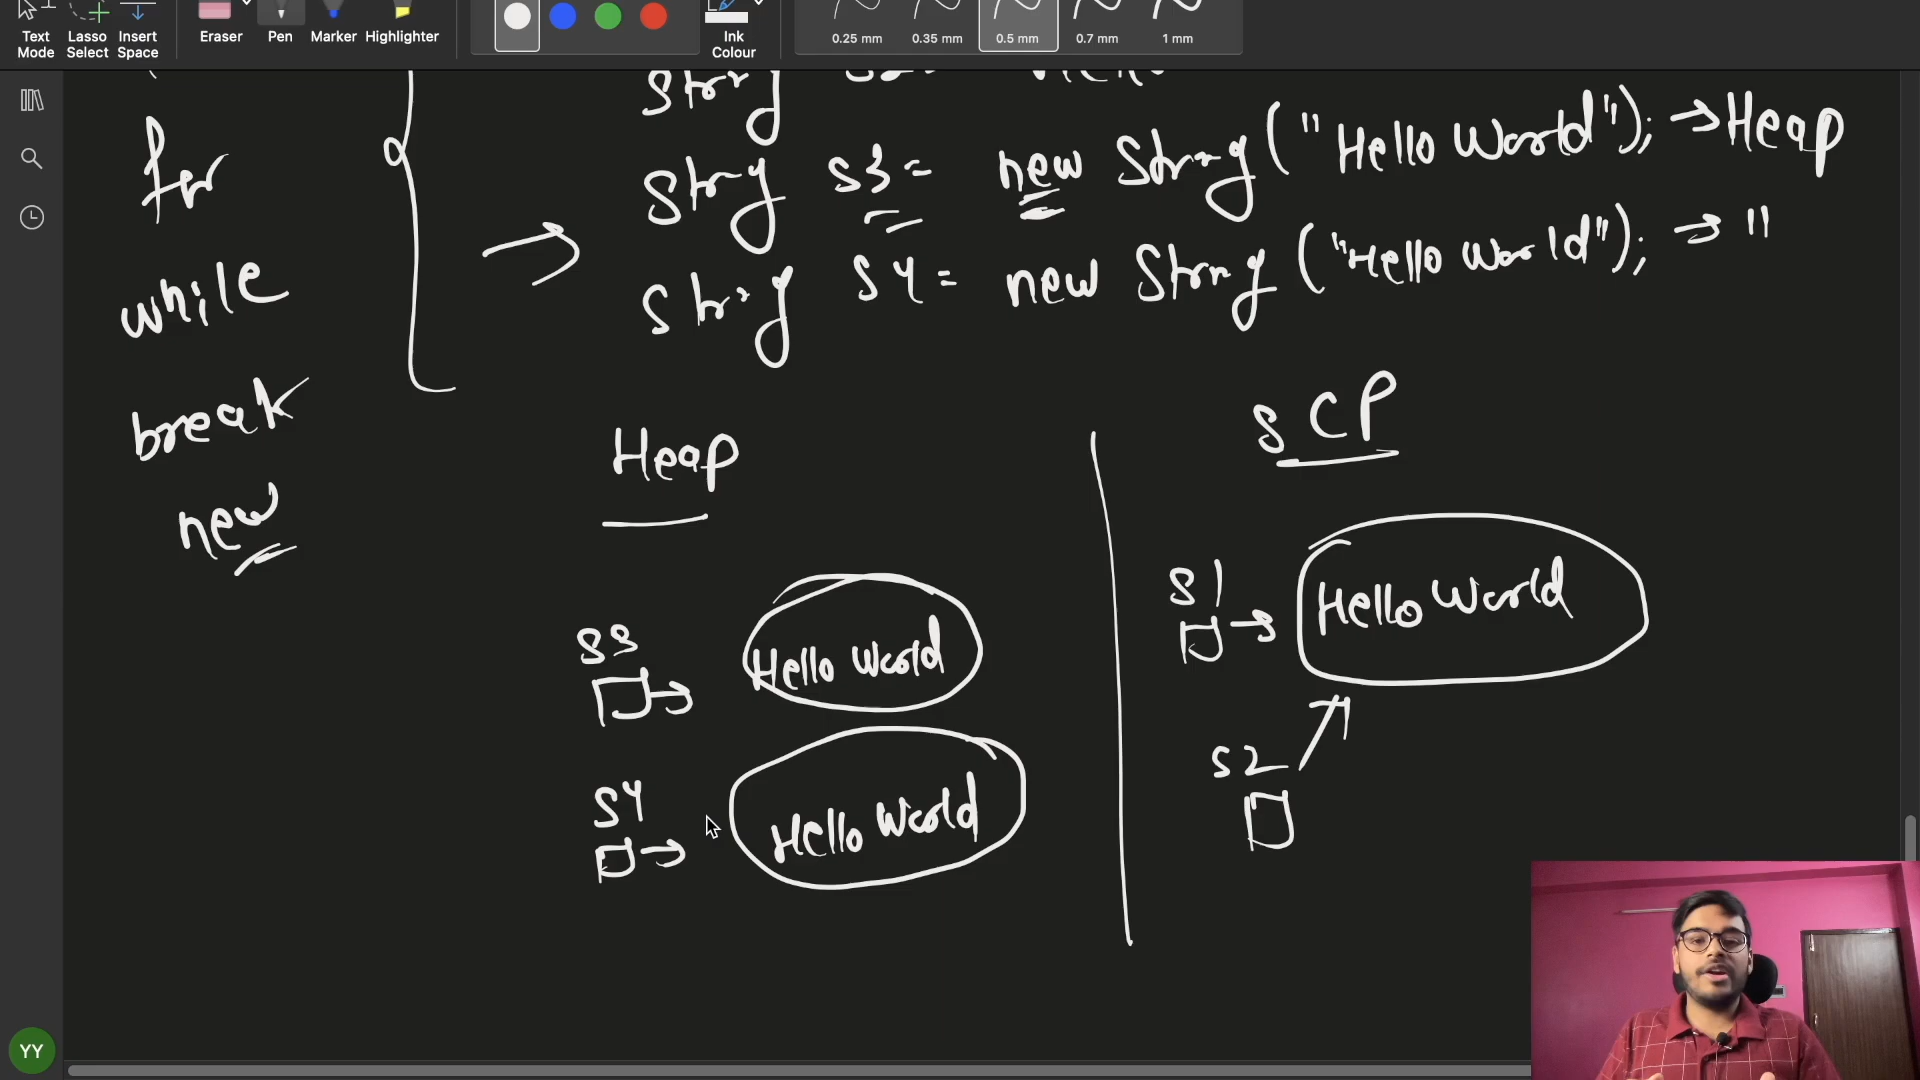 Text Mode
Lasso Select
Insert Space
Eraser
Pen
Marker
Highlighter
Ink Colour
0.25 mm
0.35 mm
0.5 mm
0.7 mm
1 mm
String
String s3 = new String("Hello World"); → Heap
String s4 = new String("Hello World"); → "
for
while
break
new
Heap
SCP
s3
Hello World
s4
Hello World
s1
Hello World
s2
YY